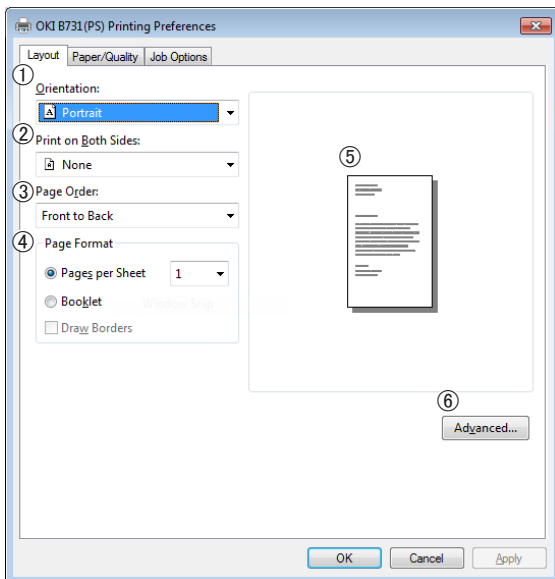 OKI B731(PS) Printing Preferences
Layout Paper/Quality Job Options
①
Orientation:
Portrait
②
Print on Both Sides:
None
③
Page Order:
Front to Back
④
Page Format
Pages per Sheet 1
Booklet
Window Snip
Draw Borders
⑤
⑥
Advanced...
OK Cancel Apply